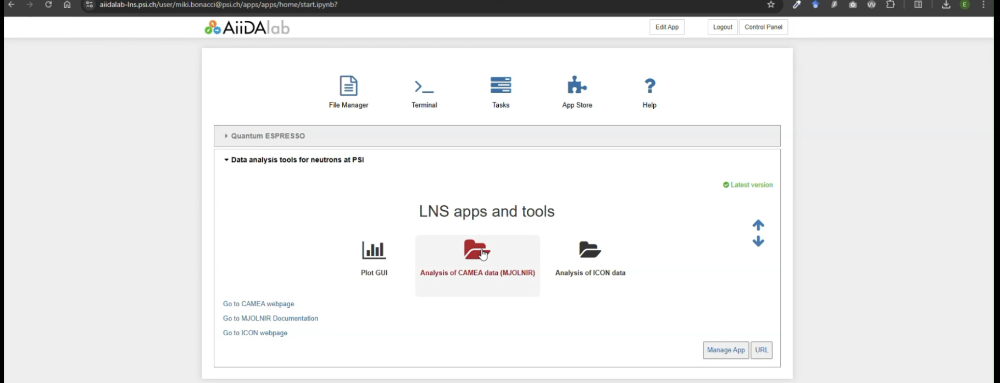 aiidalab-lns.psi.ch/user/miki.bonacci@psi.ch/apps/apps/home/start.ipynb?
E
AiiDAlab
Edit App
Logout
Control Panel
File Manager
Terminal
Tasks
App Store
Help
Quantum ESPRESSO
Data analysis tools for neutrons at PSI
Latest version
LNS apps and tools
Plot GUI
Analysis of CAMEA data (MJOLNIR)
Analysis of ICON data
Go to CAMEA webpage
Go to MJOLNIR Documentation
Go to ICON webpage
Manage App
URL